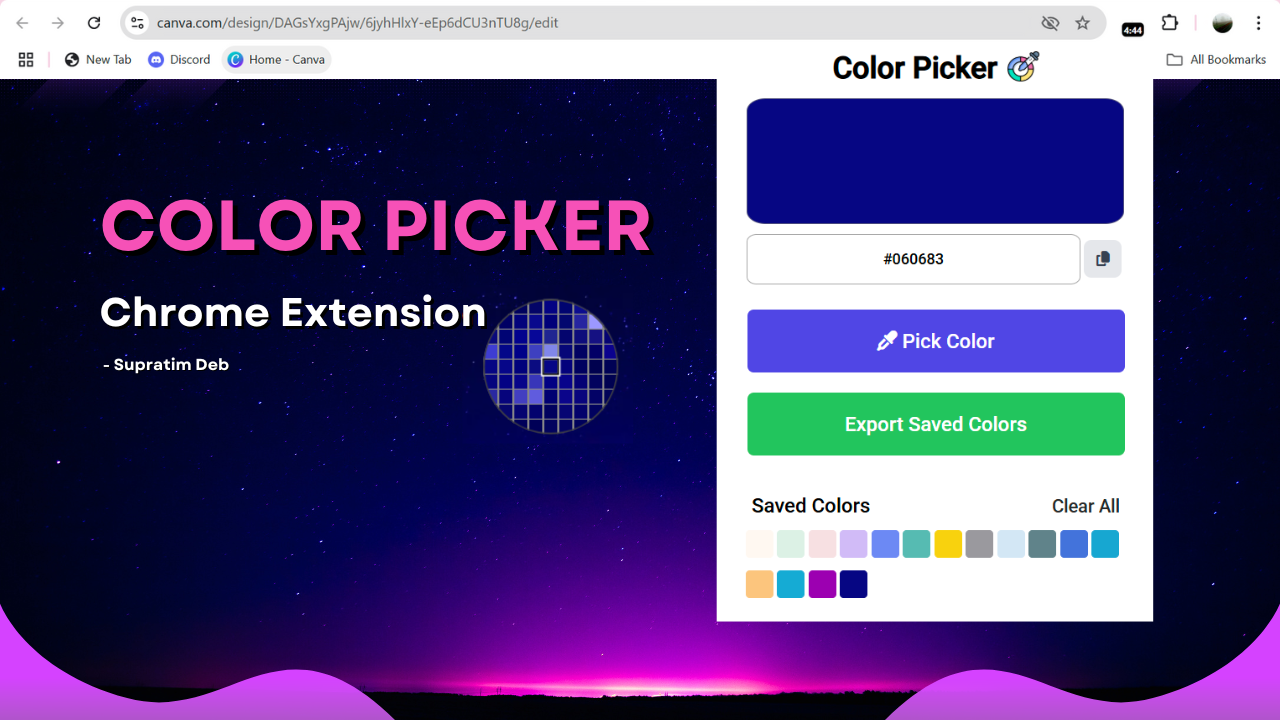 canva.com/design/DAGsYxgPAjw/6jyhHlxY-eEp6dCU3nTU8g/edit
4:44
New Tab
Discord
Home - Canva
All Bookmarks
Color Picker
COLOR PICKER
Chrome Extension
- Supratim Deb
#060683
Pick Color
Export Saved Colors
Saved Colors
Clear All